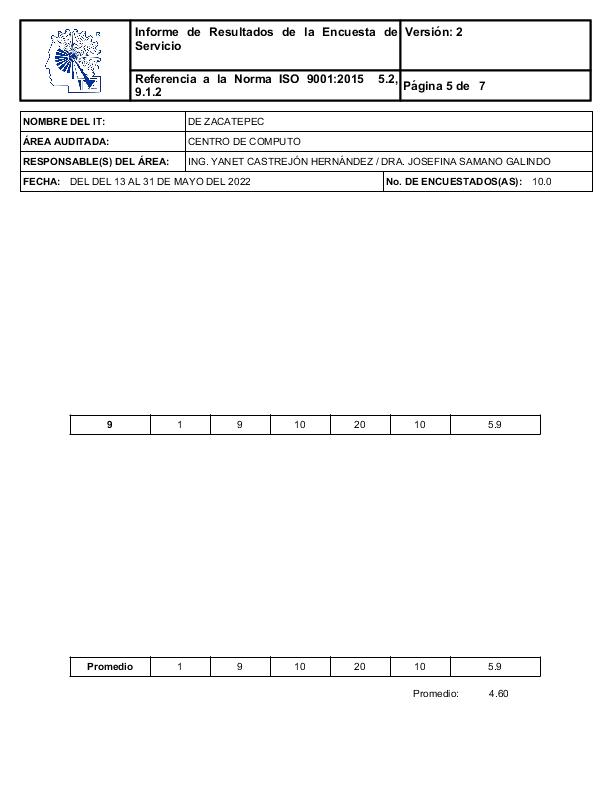 Informe de Resultados de la Encuesta de Servicio
Versión: 2
Referencia a la Norma ISO 9001:2015 5.2, 9.1.2
Página 5 de 7
NOMBRE DEL IT: DE ZACATEPEC
ÁREA AUDITADA: CENTRO DE COMPUTO
RESPONSABLE(S) DEL ÁREA: ING. YANET CASTREJÓN HERNÁNDEZ / DRA. JOSEFINA SAMANO GALINDO
FECHA: DEL DEL 13 AL 31 DE MAYO DEL 2022 No. DE ENCUESTADOS(AS): 10.0
9 1 9 10 20 10 5.9
Promedio 1 9 10 20 10 5.9
Promedio: 4.60